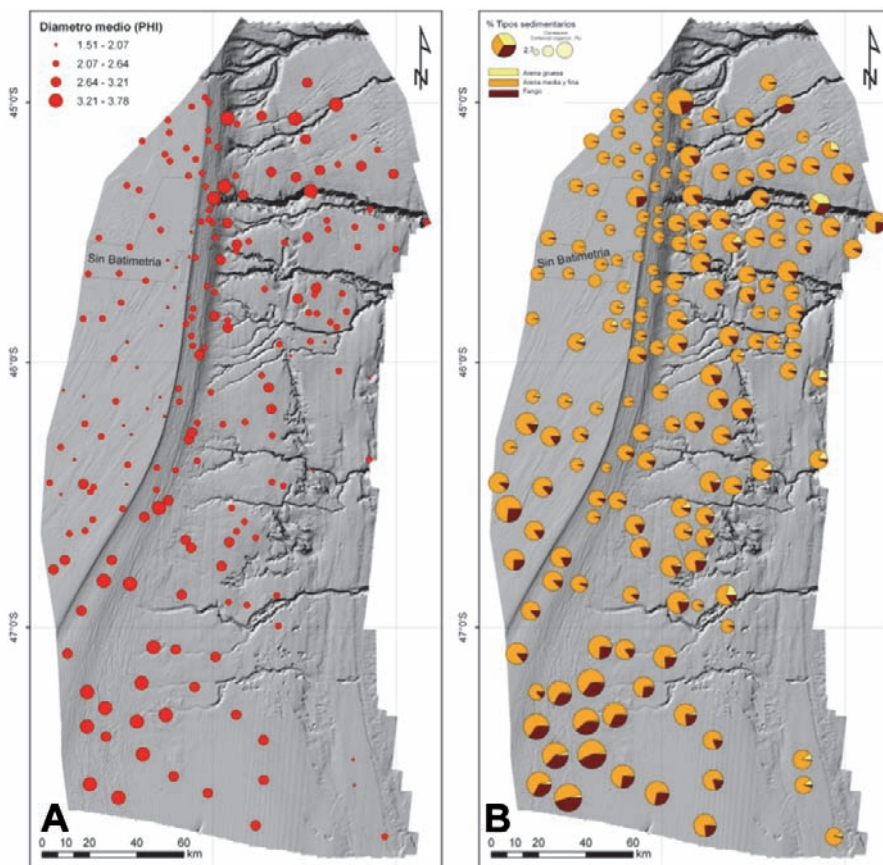 Diametro medio (PHI)
1.51 - 2.07
2.07 - 2.64
2.64 - 3.21
3.21 - 3.78
N
45°0'S
Sin Batimetria
46°0'S
47°0'S
A
0 10 20 40 60
km
% Tipos sedimentarios
2.1
Arena gruesa
Arena media y fina
Fango
N
45°0'S
Sin Batimetria
46°0'S
47°0'S
B
0 10 20 40 60
km